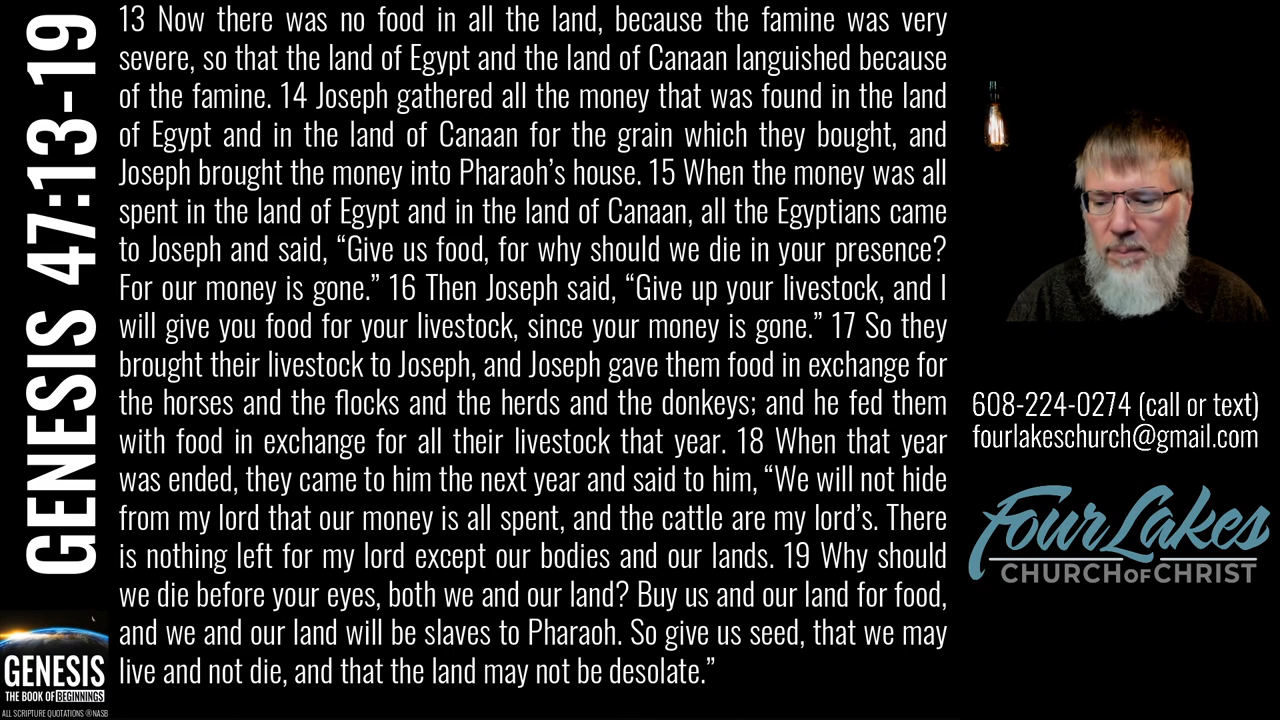 GENESIS 47:13-19
13 Now there was no food in all the land, because the famine was very
severe, so that the land of Egypt and the land of Canaan languished because
of the famine. 14 Joseph gathered all the money that was found in the land
of Egypt and in the land of Canaan for the grain which they bought, and
Joseph brought the money into Pharaoh’s house. 15 When the money was all
spent in the land of Egypt and in the land of Canaan, all the Egyptians came
to Joseph and said, “Give us food, for why should we die in your presence?
For our money is gone.” 16 Then Joseph said, “Give up your livestock, and I
will give you food for your livestock, since your money is gone.” 17 So they
brought their livestock to Joseph, and Joseph gave them food in exchange for
the horses and the flocks and the herds and the donkeys; and he fed them
with food in exchange for all their livestock that year. 18 When that year
was ended, they came to him the next year and said to him, “We will not hide
from my lord that our money is all spent, and the cattle are my lord’s. There
is nothing left for my lord except our bodies and our lands. 19 Why should
we die before your eyes, both we and our land? Buy us and our land for food,
and we and our land will be slaves to Pharaoh. So give us seed, that we may
live and not die, and that the land may not be desolate.”
608-224-0274 (call or text)
fourlakeschurch@gmail.com
Four Lakes
CHURCH OF CHRIST
GENESIS
THE BOOK OF BEGINNINGS
ALL SCRIPTURE QUOTATIONS ®NASB